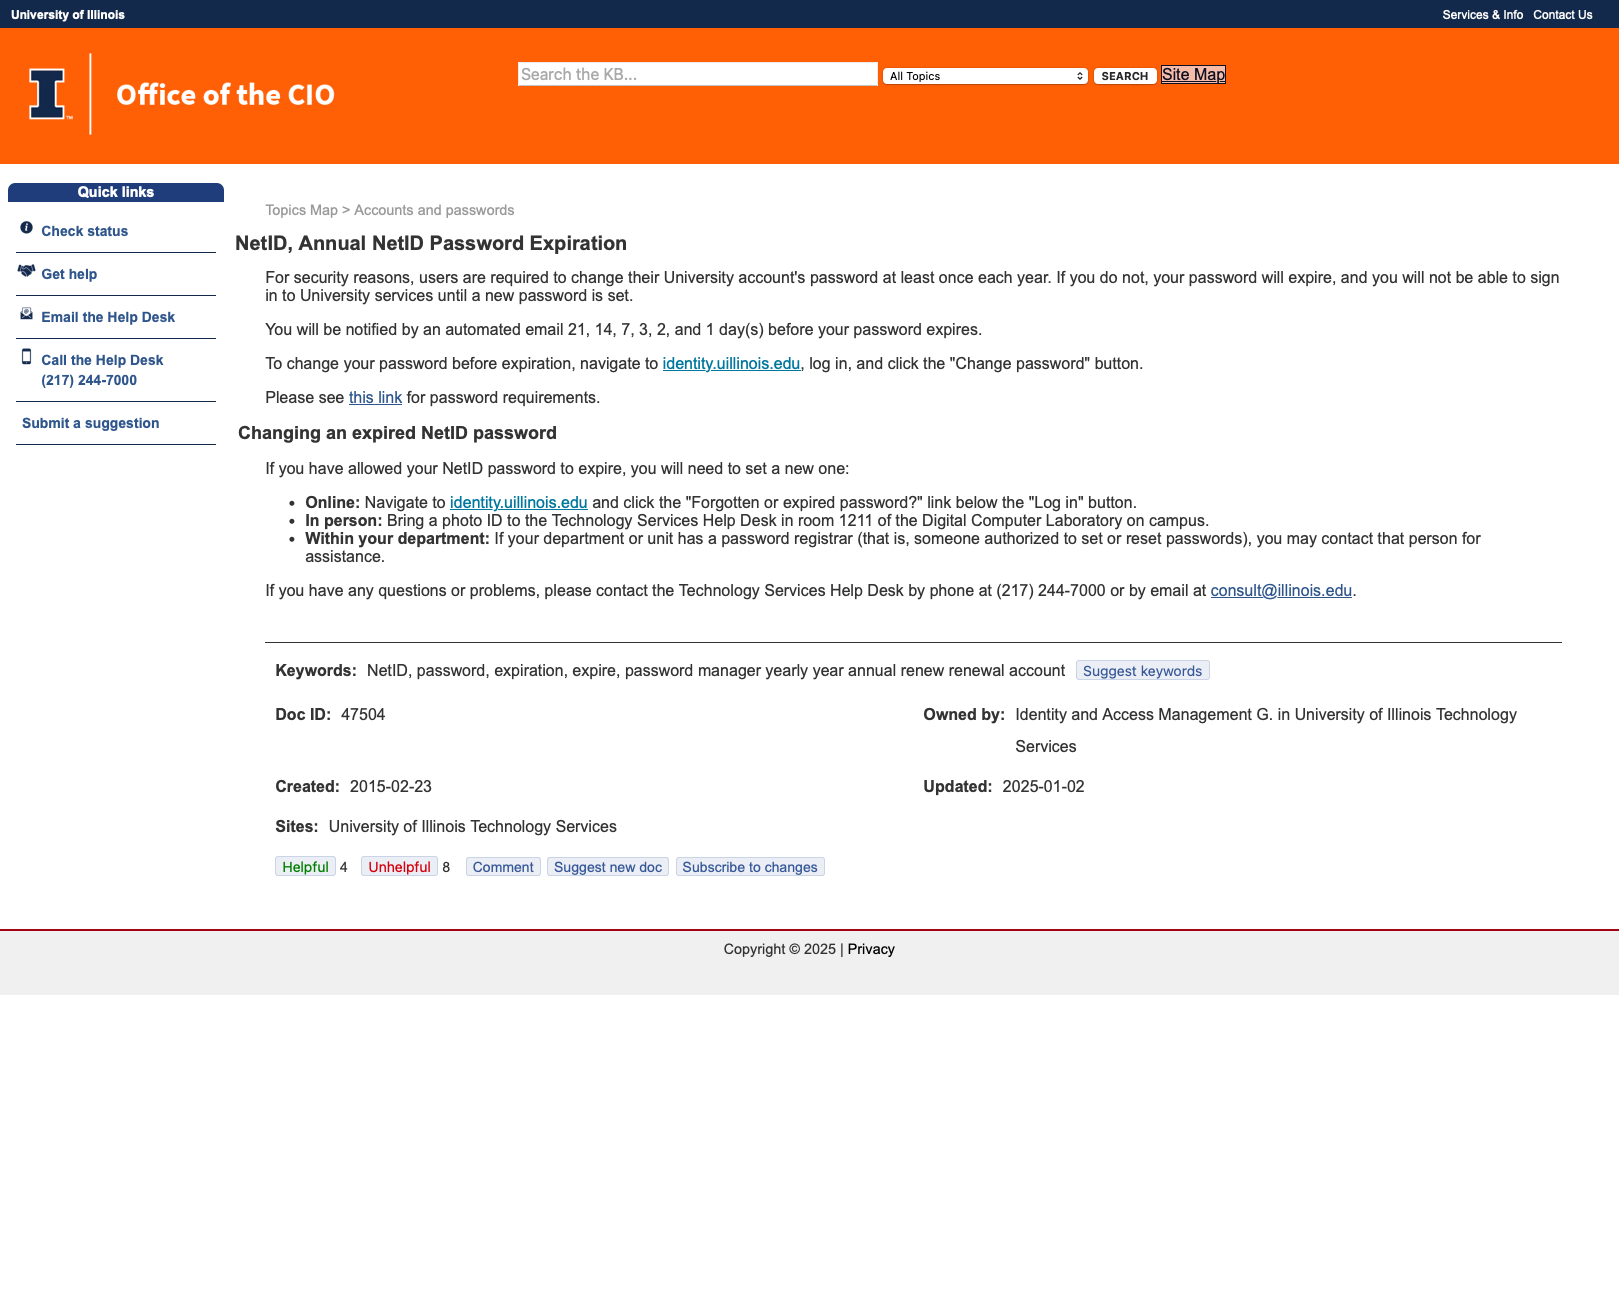 University of Illinois
Services & Info Contact Us
I ™
Office of the CIO
Search the KB... All Topics SEARCH Site Map
Quick links
Check status
Get help
Email the Help Desk
Call the Help Desk
(217) 244-7000
Submit a suggestion
Topics Map > Accounts and passwords
NetID, Annual NetID Password Expiration
For security reasons, users are required to change their University account's password at least once each year. If you do not, your password will expire, and you will not be able to sign
in to University services until a new password is set.
You will be notified by an automated email 21, 14, 7, 3, 2, and 1 day(s) before your password expires.
To change your password before expiration, navigate to identity.uillinois.edu, log in, and click the "Change password" button.
Please see this link for password requirements.
Changing an expired NetID password
If you have allowed your NetID password to expire, you will need to set a new one:
• Online: Navigate to identity.uillinois.edu and click the "Forgotten or expired password?" link below the "Log in" button.
• In person: Bring a photo ID to the Technology Services Help Desk in room 1211 of the Digital Computer Laboratory on campus.
• Within your department: If your department or unit has a password registrar (that is, someone authorized to set or reset passwords), you may contact that person for
assistance.
If you have any questions or problems, please contact the Technology Services Help Desk by phone at (217) 244-7000 or by email at consult@illinois.edu.
Keywords: NetID, password, expiration, expire, password manager yearly year annual renew renewal account Suggest keywords
Doc ID: 47504
Owned by: Identity and Access Management G. in University of Illinois Technology
Services
Created: 2015-02-23
Updated: 2025-01-02
Sites: University of Illinois Technology Services
Helpful 4 Unhelpful 8 Comment Suggest new doc Subscribe to changes
Copyright © 2025 | Privacy